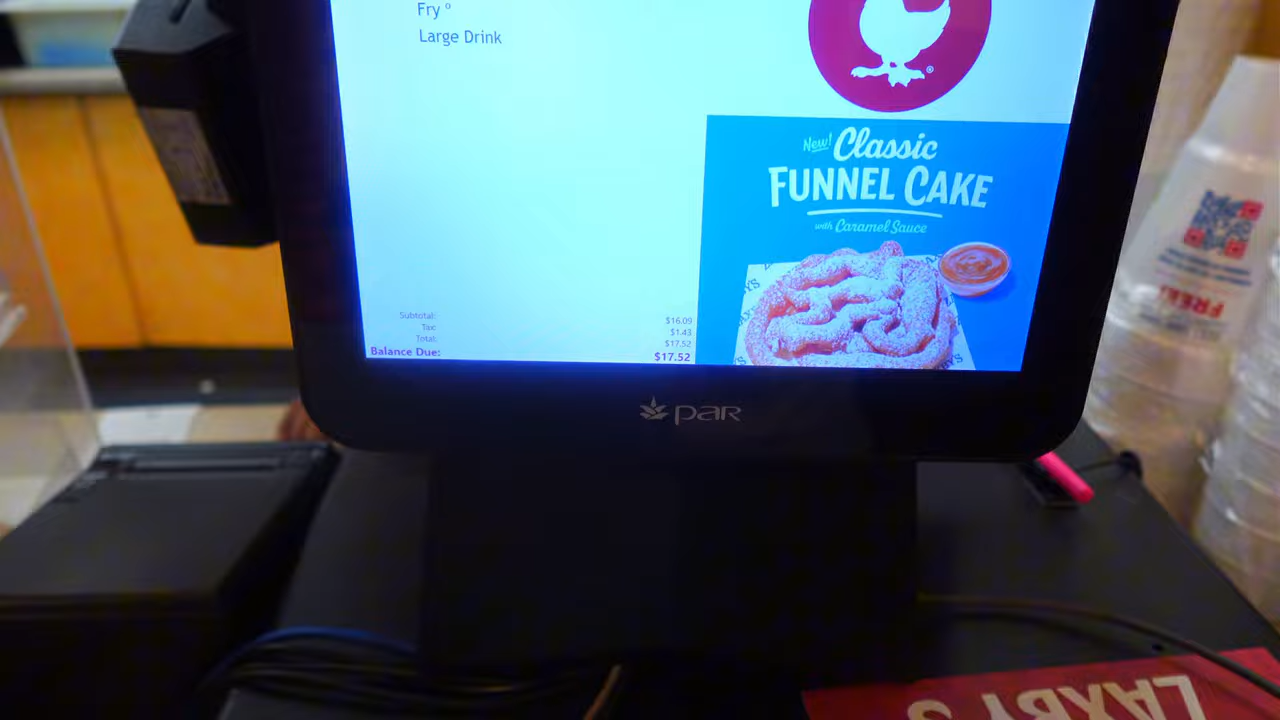 Fry º
Large Drink
New! Classic
FUNNEL CAKE
with Caramel Sauce
Subtotal: $16.09
Tax: $1.43
Total: $17.52
Balance Due: $17.52
par
FREE
LAXBY'S